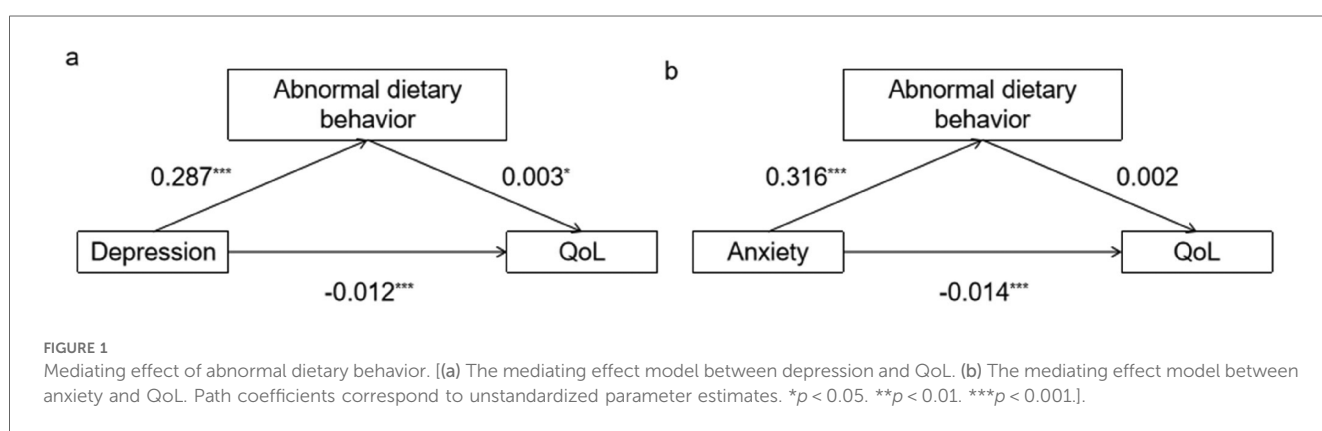 a
Abnormal dietary
behavior
0.287***
0.003*
Depression
QoL
-0.012***
b
Abnormal dietary
behavior
0.316***
0.002
Anxiety
QoL
-0.014***
FIGURE 1
Mediating effect of abnormal dietary behavior. [(a) The mediating effect model between depression and QoL. (b) The mediating effect model between
anxiety and QoL. Path coefficients correspond to unstandardized parameter estimates. *p < 0.05. **p < 0.01. ***p < 0.001.].